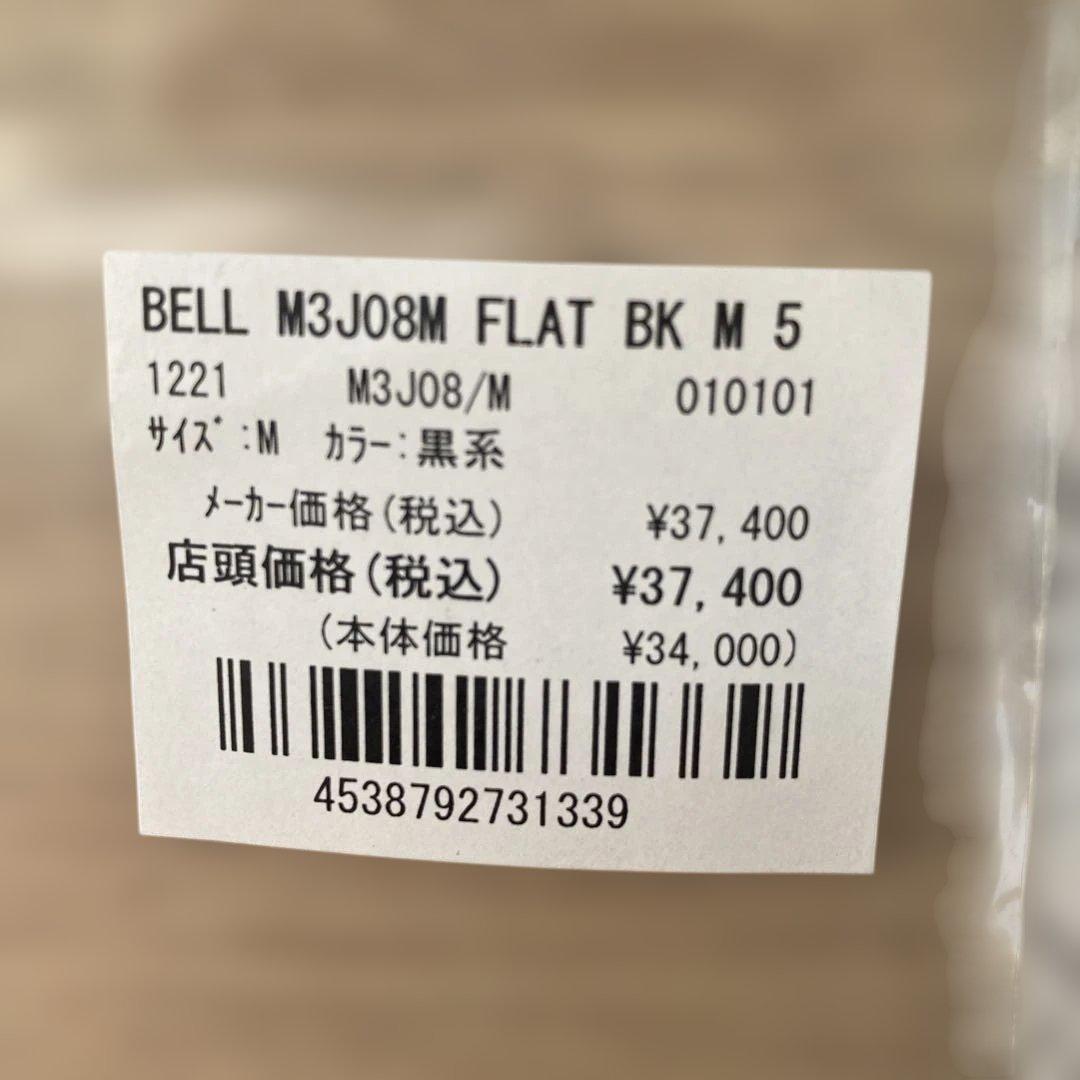 BELL M3J08M FLAT BK M 5
1221 M3J08/M 010101
ｻｲｽﾞ:M ｶﾗｰ:黒系
ﾒｰｶｰ価格(税込) ¥37,400
店頭価格(税込) ¥37,400
(本体価格 ¥34,000)
4538792731339